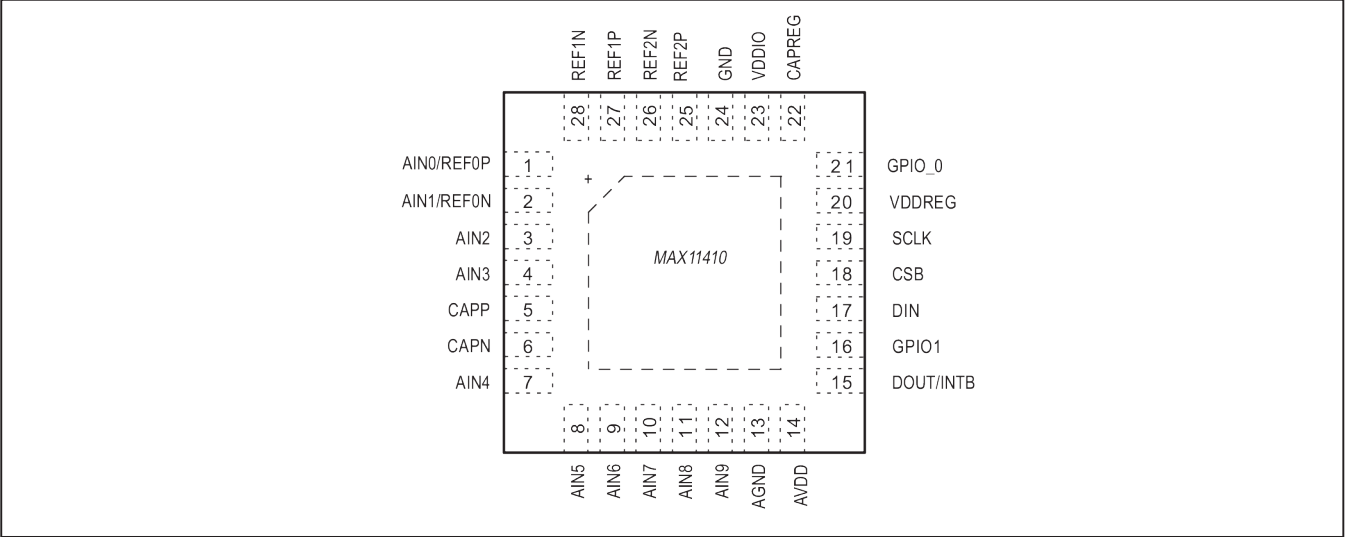 REF1N
REF1P
REF2N
REF2P
GND
VDDIO
CAPREG
28
27
26
25
24
23
22
AIN0/REF0P 1
AIN1/REF0N 2
AIN2 3
AIN3 4
CAPP 5
CAPN 6
AIN4 7
+
MAX11410
21 GPIO_0
20 VDDREG
19 SCLK
18 CSB
17 DIN
16 GPIO1
15 DOUT/INTB
8
9
10
11
12
13
14
AIN5
AIN6
AIN7
AIN8
AIN9
AGND
AVDD